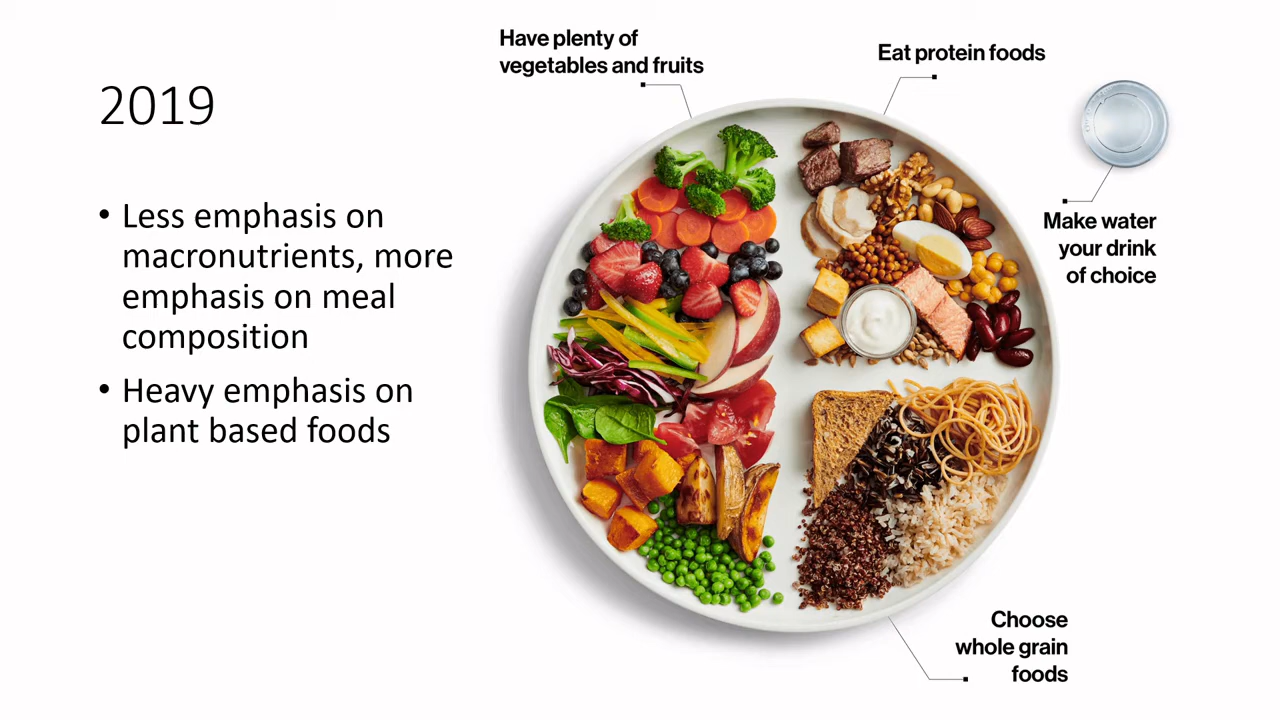 2019
• Less emphasis on
macronutrients, more
emphasis on meal
composition
• Heavy emphasis on
plant based foods
Have plenty of
vegetables and fruits
Eat protein foods
Make water
your drink
of choice
Choose
whole grain
foods